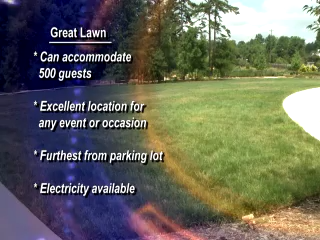 Great Lawn
* Can accommodate
500 guests
* Excellent location for
any event or occasion
* Furthest from parking lot
* Electricity available